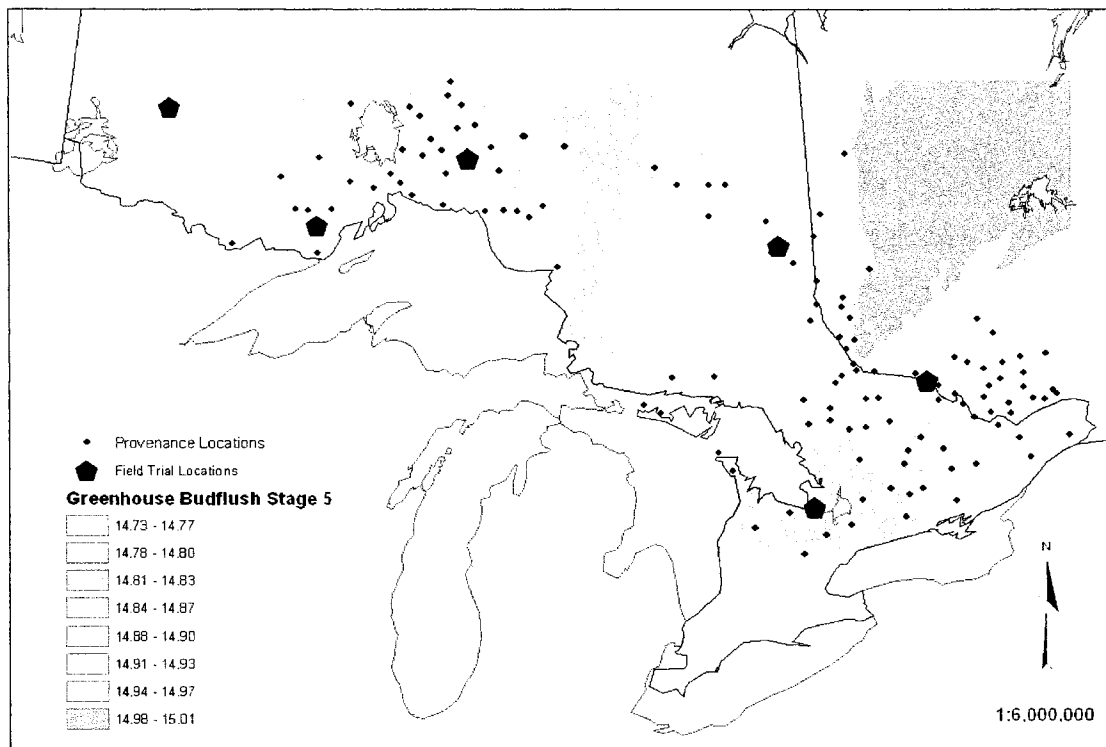 Provenance Locations
Field Trial Locations
Greenhouse Budflush Stage 5
14.73 - 14.77
14.78 - 14.80
14.81 - 14.83
14.84 - 14.87
14.88 - 14.90
14.91 - 14.93
14.94 - 14.97
14.98 - 15.01
N
1:6,000,000